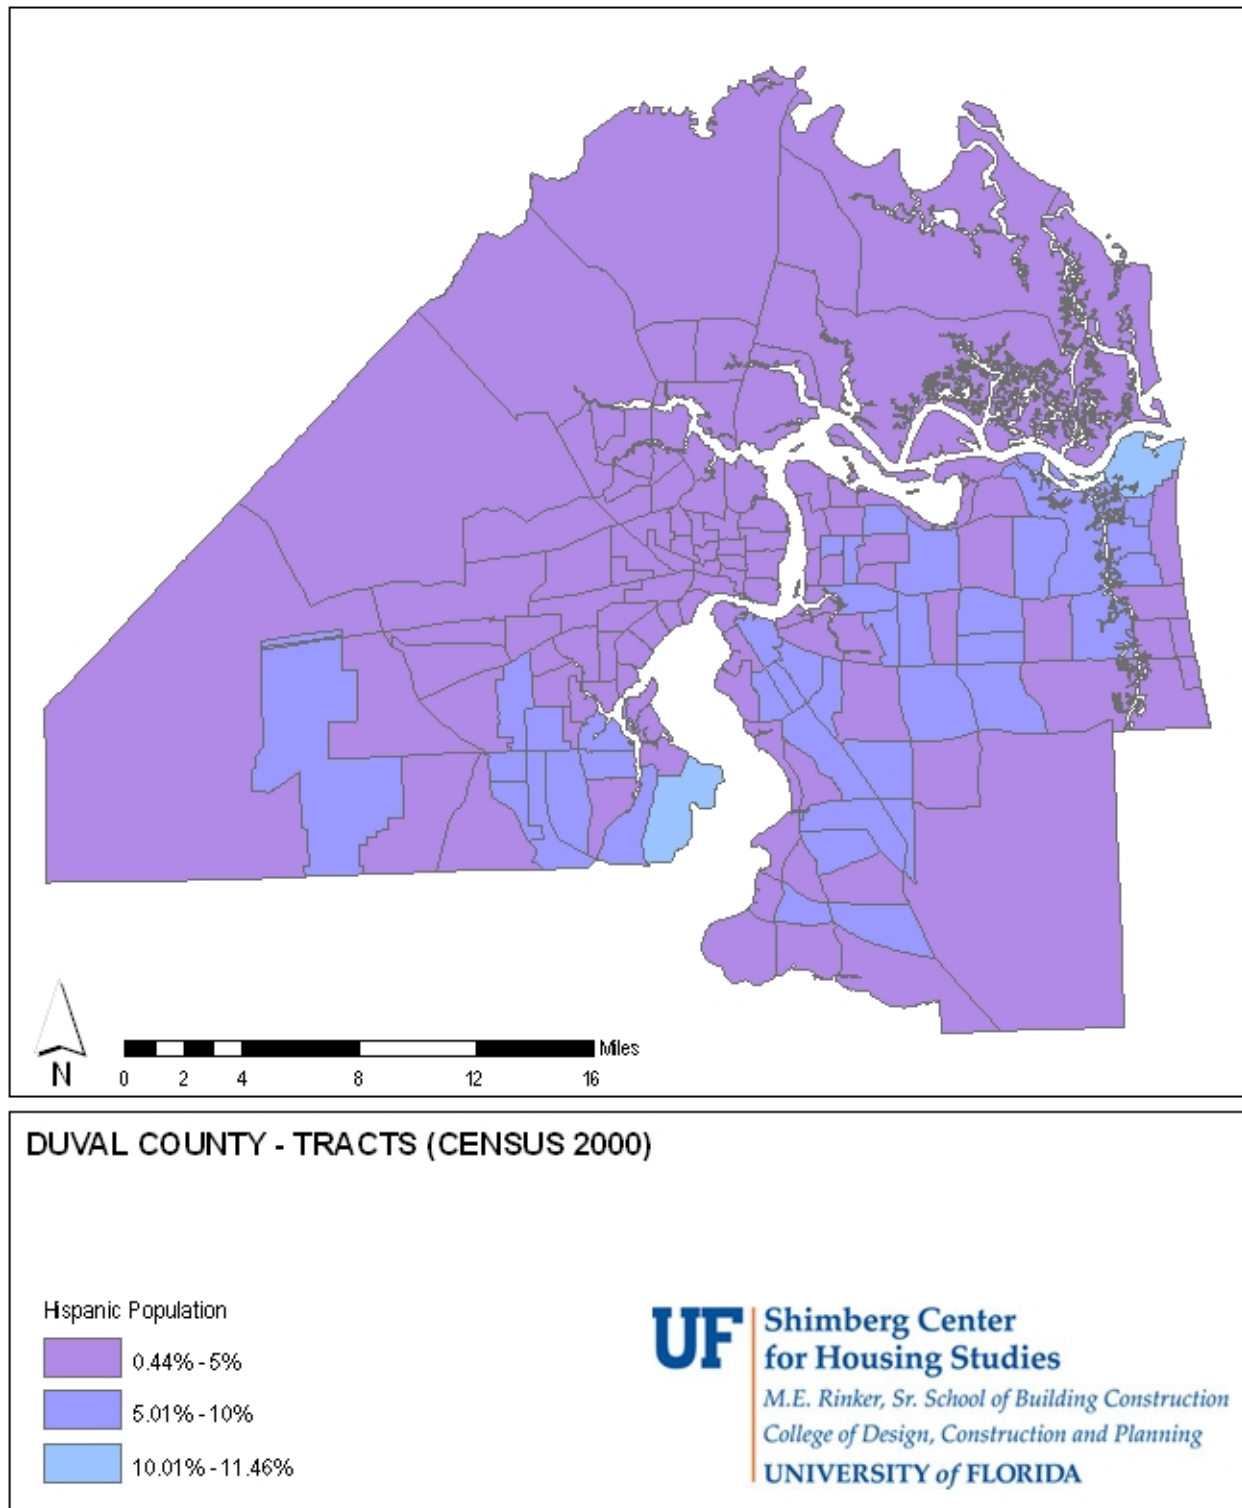 N
Miles
0 2 4 8 12 16
DUVAL COUNTY - TRACTS (CENSUS 2000)
Hispanic Population
0.44% - 5%
5.01% - 10%
10.01% - 11.46%
UF
Shimberg Center
for Housing Studies
M.E. Rinker, Sr. School of Building Construction
College of Design, Construction and Planning
UNIVERSITY of FLORIDA